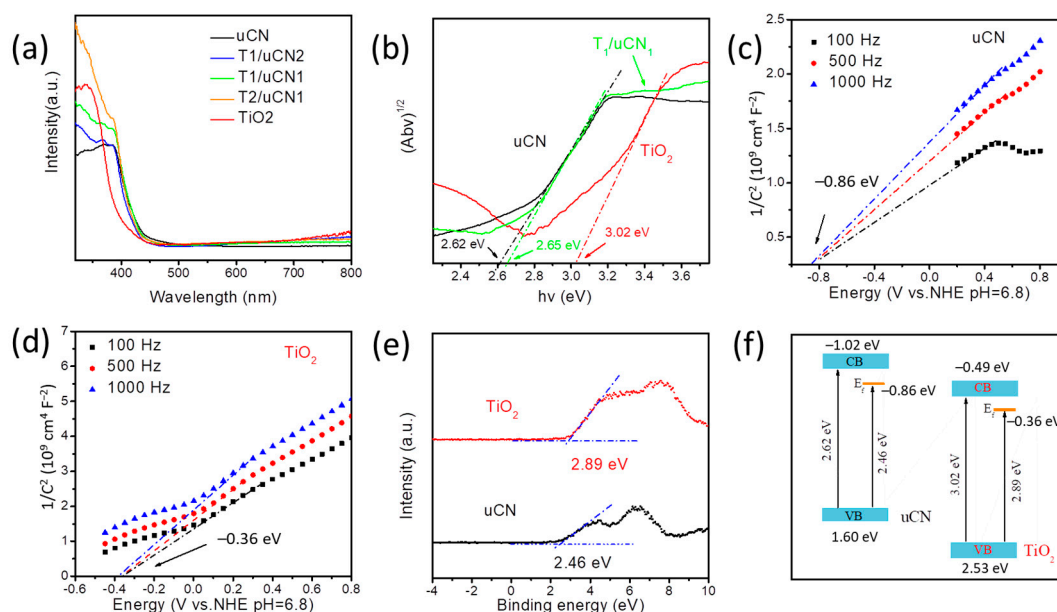 (a)
uCN
T1/uCN2
T1/uCN1
T2/uCN1
TiO2
Intensity(a.u.)
400 500 600 700 800
Wavelength (nm)
(b)
T₁/uCN₁
uCN
TiO₂
(Abv)¹/²
2.62 eV
2.65 eV
3.02 eV
2.4 2.7 3.0 3.3 3.6
hv (eV)
(c)
uCN
100 Hz
500 Hz
1000 Hz
1/C² (10⁹ cm⁴ F⁻²)
2.5
2.0
1.5
1.0
0.5
−0.86 eV
-0.8 -0.4 0.0 0.4 0.8
Energy (V vs.NHE pH=6.8)
(d)
TiO₂
100 Hz
500 Hz
1000 Hz
1/C² (10⁹ cm⁴ F⁻²)
7
6
5
4
3
2
1
0
−0.36 eV
-0.6 -0.4 -0.2 0.0 0.2 0.4 0.6 0.8
Energy (V vs.NHE pH=6.8)
(e)
TiO₂
2.89 eV
uCN
2.46 eV
Intensity (a.u.)
-4 -2 0 2 4 6 8 10
Binding energy (eV)
(f)
−1.02 eV
CB
Ef
−0.86 eV
2.62 eV
2.46 eV
VB
uCN
1.60 eV
−0.49 eV
CB
Ef
−0.36 eV
3.02 eV
2.89 eV
VB
TiO₂
2.53 eV